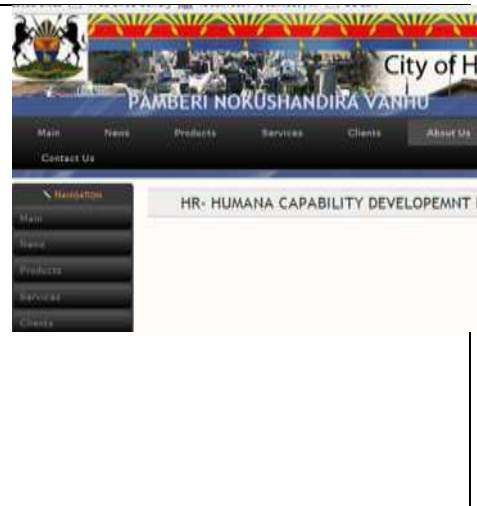 City of H
PAMBERI NOKUSHANDIRA VANHU
Main News Products Services Clients About Us
Contact Us
Navigation
HR- HUMANA CAPABILITY DEVELOPEMNT
Main
News
Products
Services
Clients